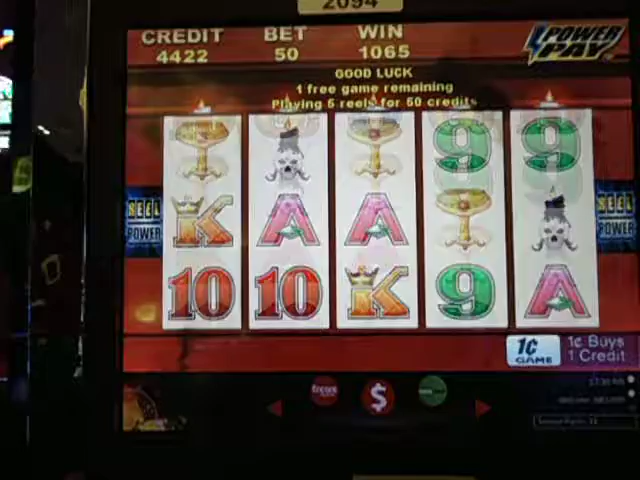 2094
CREDIT BET WIN
4422 50 1065
POWER PAY
GOOD LUCK
1 free game remaining
Playing 5 reels for 50 credits
9 9
REEL POWER K A A REEL POWER
10 10 K 9 A
1¢ GAME 1¢ Buys 1 Credit
$